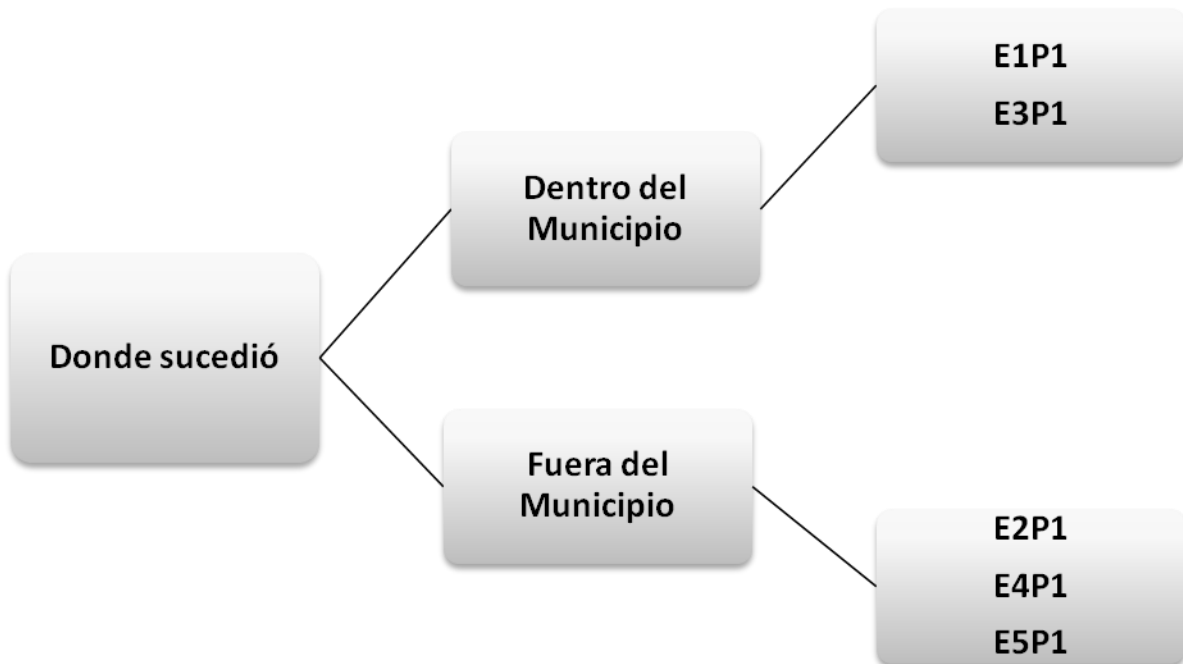 Donde sucedió
Dentro del
Municipio
E1P1
E3P1
Fuera del
Municipio
E2P1
E4P1
E5P1